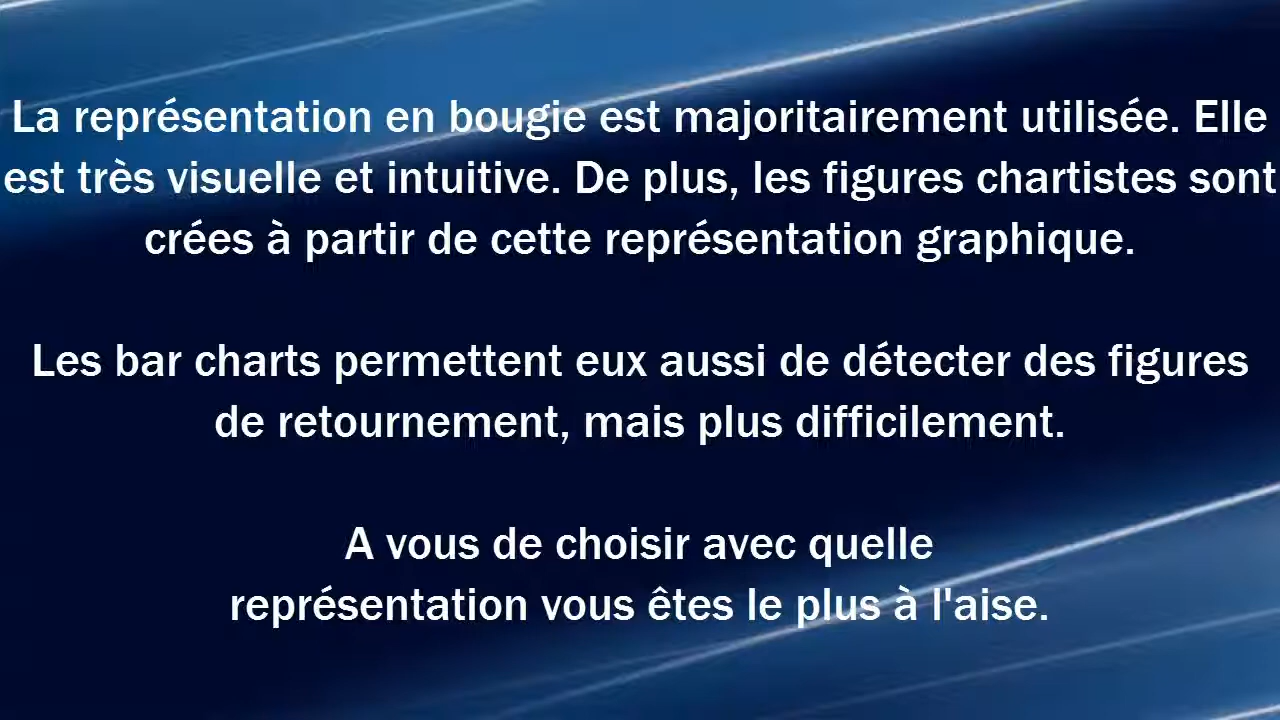 La représentation en bougie est majoritairement utilisée. Elle
est très visuelle et intuitive. De plus, les figures chartistes sont
crées à partir de cette représentation graphique.
Les bar charts permettent eux aussi de détecter des figures
de retournement, mais plus difficilement.
A vous de choisir avec quelle
représentation vous êtes le plus à l'aise.